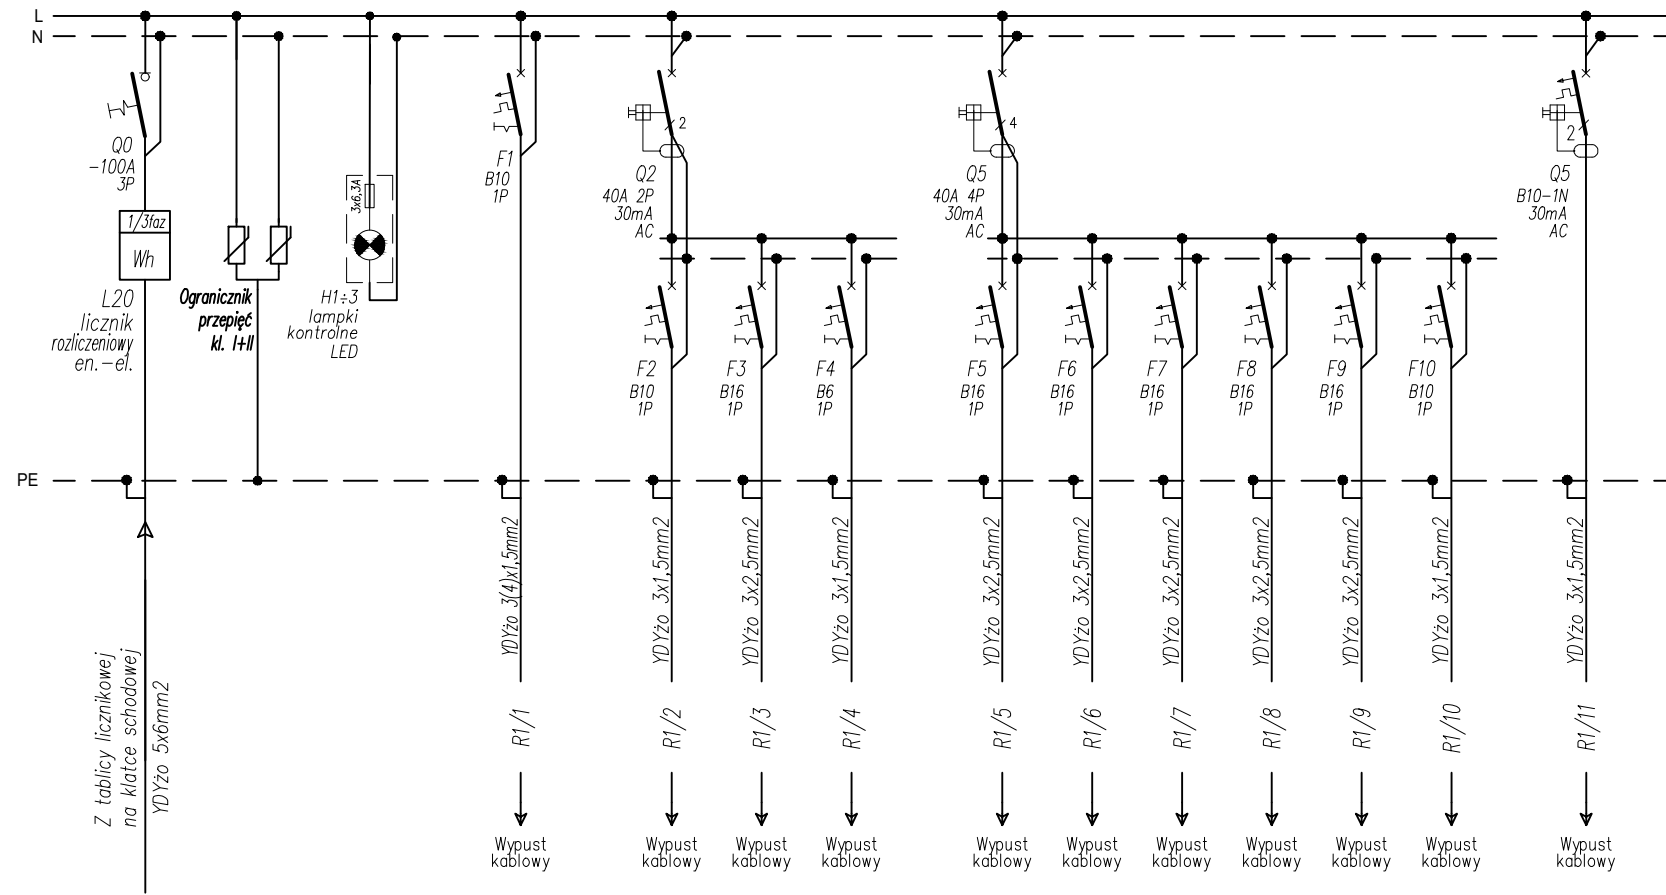 L
N
Q0
-100A
3P
1/3faz
Wh
L20
licznik
rozliczeniowy
en.-el.
Ogranicznik
przepięć
kl. I+II
3x6,3A
H1÷3
lampki
kontrolne
LED
F1
B10
1P
2
Q2
40A 2P
30mA
AC
F2
B10
1P
F3
B16
1P
F4
B6
1P
4
Q5
40A 4P
30mA
AC
F5
B16
1P
F6
B16
1P
F7
B16
1P
F8
B16
1P
F9
B16
1P
F10
B10
1P
2
Q5
B10-1N
30mA
AC
PE
Z tablicy licznikowej
na klatce schodowej
YDYżo 5x6mm2
YDYżo 3(4)x1,5mm2
YDYżo 3x1,5mm2
YDYżo 3x2,5mm2
YDYżo 3x1,5mm2
YDYżo 3x2,5mm2
YDYżo 3x2,5mm2
YDYżo 3x2,5mm2
YDYżo 3x2,5mm2
YDYżo 3x2,5mm2
YDYżo 3x1,5mm2
YDYżo 3x1,5mm2
R1/1
R1/2
R1/3
R1/4
R1/5
R1/6
R1/7
R1/8
R1/9
R1/10
R1/11
Wypust
kablowy
Wypust
kablowy
Wypust
kablowy
Wypust
kablowy
Wypust
kablowy
Wypust
kablowy
Wypust
kablowy
Wypust
kablowy
Wypust
kablowy
Wypust
kablowy
Wypust
kablowy